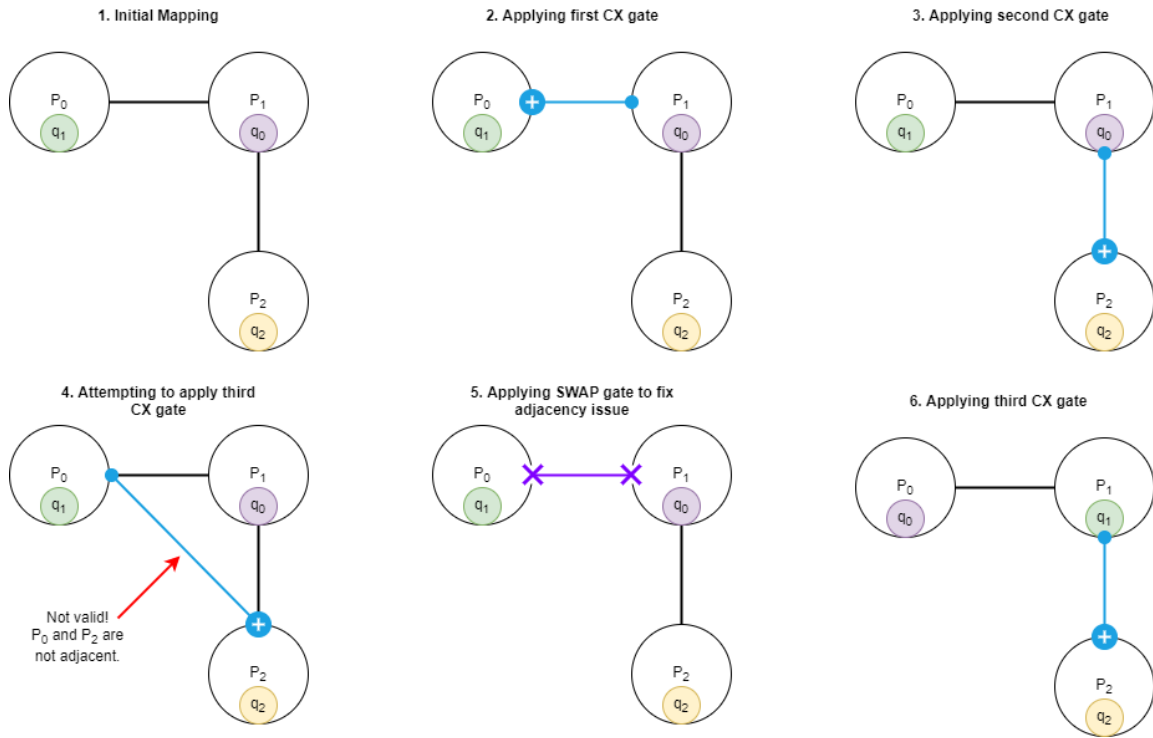 1. Initial Mapping
P0
q1
P1
q0
P2
q2
2. Applying first CX gate
P0
q1
P1
q0
P2
q2
3. Applying second CX gate
P0
q1
P1
q0
P2
q2
4. Attempting to apply third
CX gate
P0
q1
P1
q0
Not valid!
P0 and P2 are
not adjacent.
P2
q2
5. Applying SWAP gate to fix
adjacency issue
P0
q1
P1
q0
P2
q2
6. Applying third CX gate
P0
q0
P1
q1
P2
q2